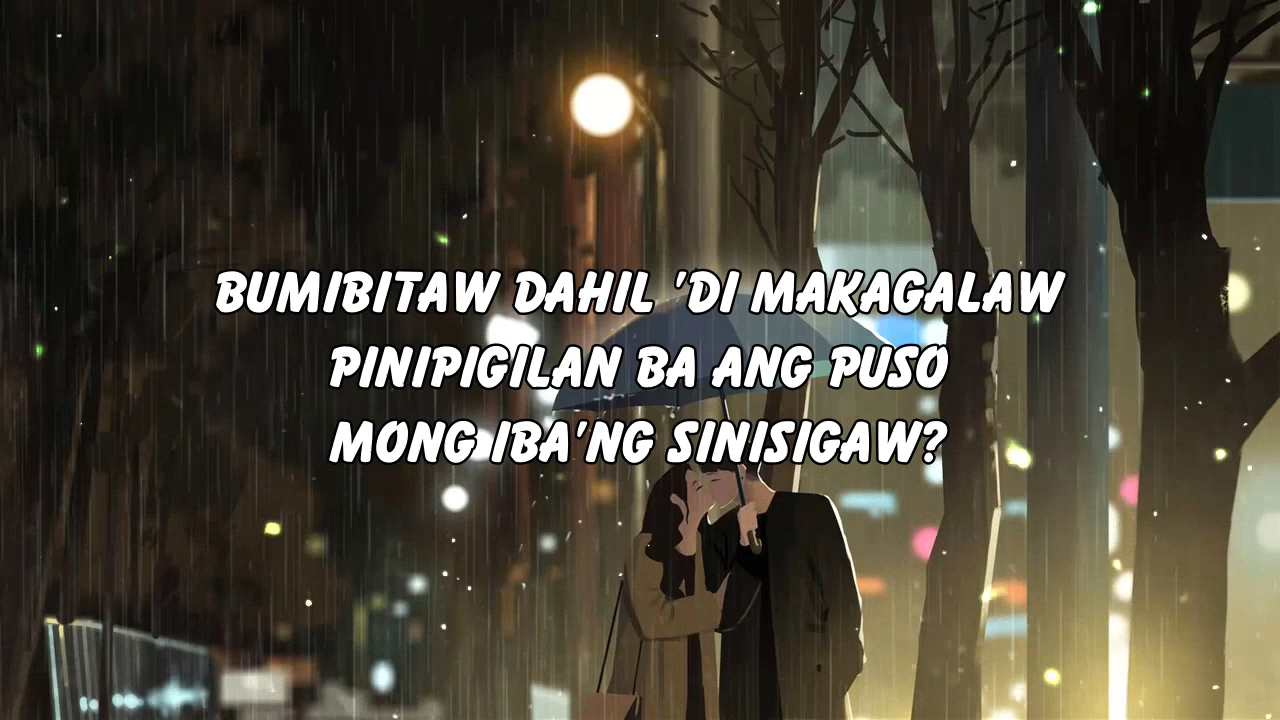 BUMIBITAW DAHIL 'DI MAKAGALAW
PINIPIGILAN BA ANG PUSO
MONG IBA'NG SINISIGAW?